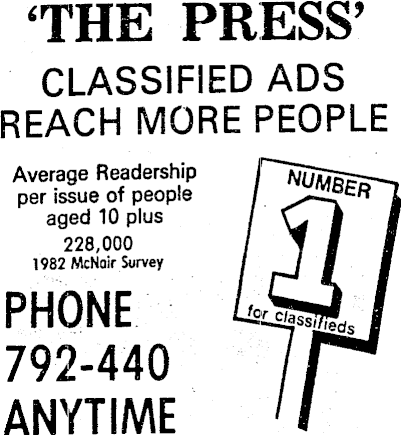 ‘THE PRESS’
CLASSIFIED ADS
REACH MORE PEOPLE
Average Readership
per issue of people
aged 10 plus
228,000
1982 McNair Survey
NUMBER
1
for classifieds
PHONE
792-440
ANYTIME